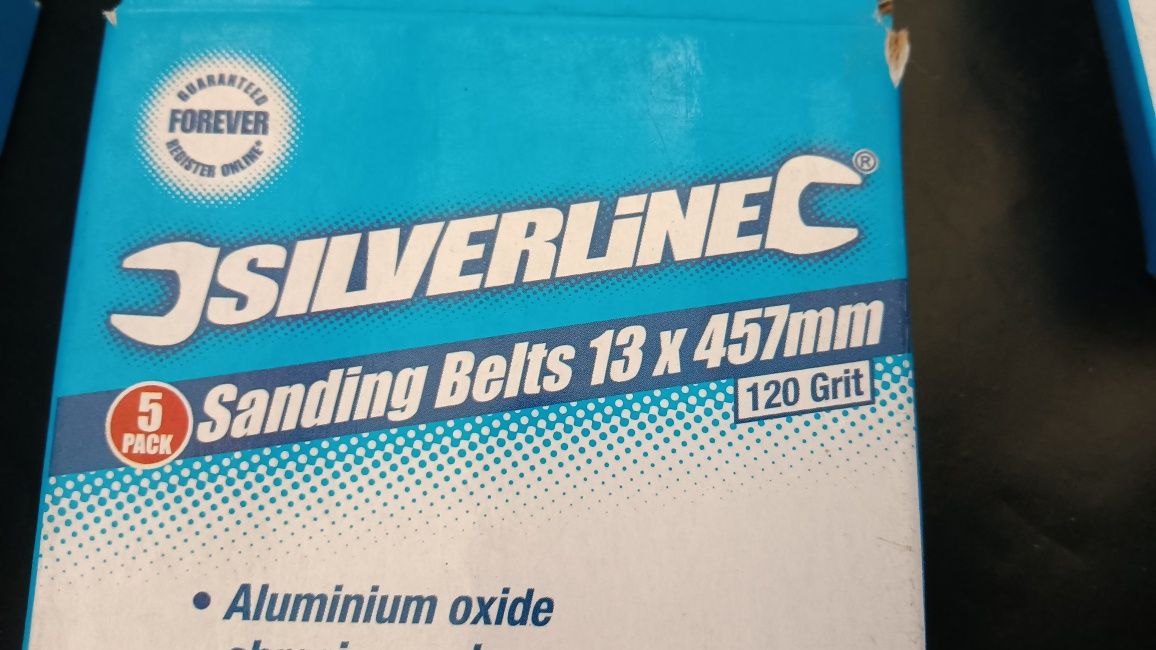 GUARANTEED
FOREVER
REGISTER ONLINE*
SILVERLiNE®
5
PACK
Sanding Belts 13 x 457mm
120 Grit
• Aluminium oxide